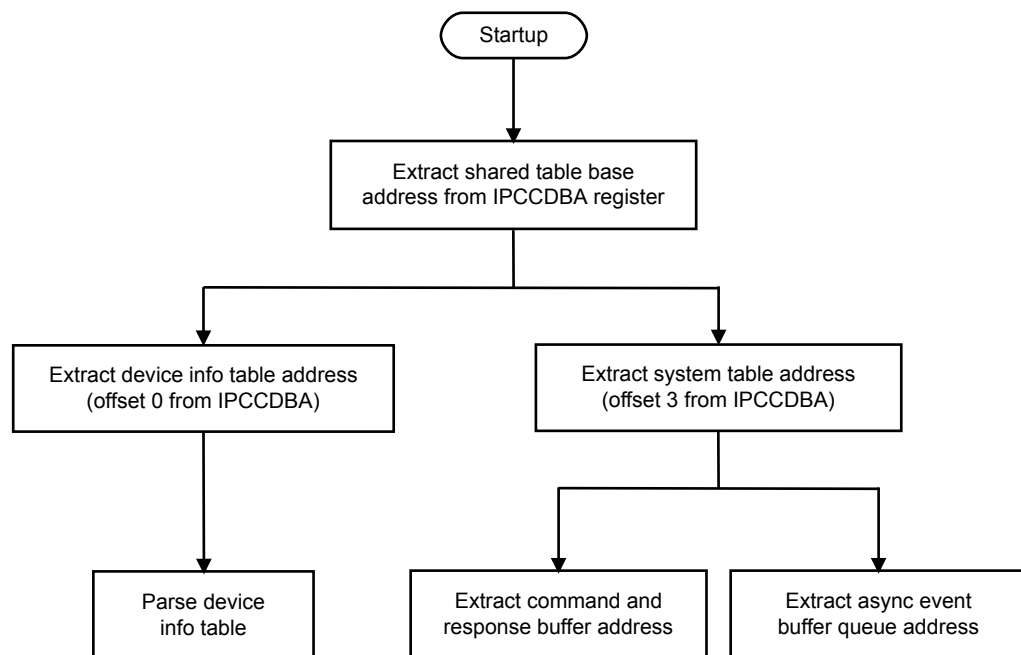 Startup
Extract shared table base
address from IPCCDBA register
Extract device info table address
(offset 0 from IPCCDBA)
Extract system table address
(offset 3 from IPCCDBA)
Parse device
info table
Extract command and
response buffer address
Extract async event
buffer queue address